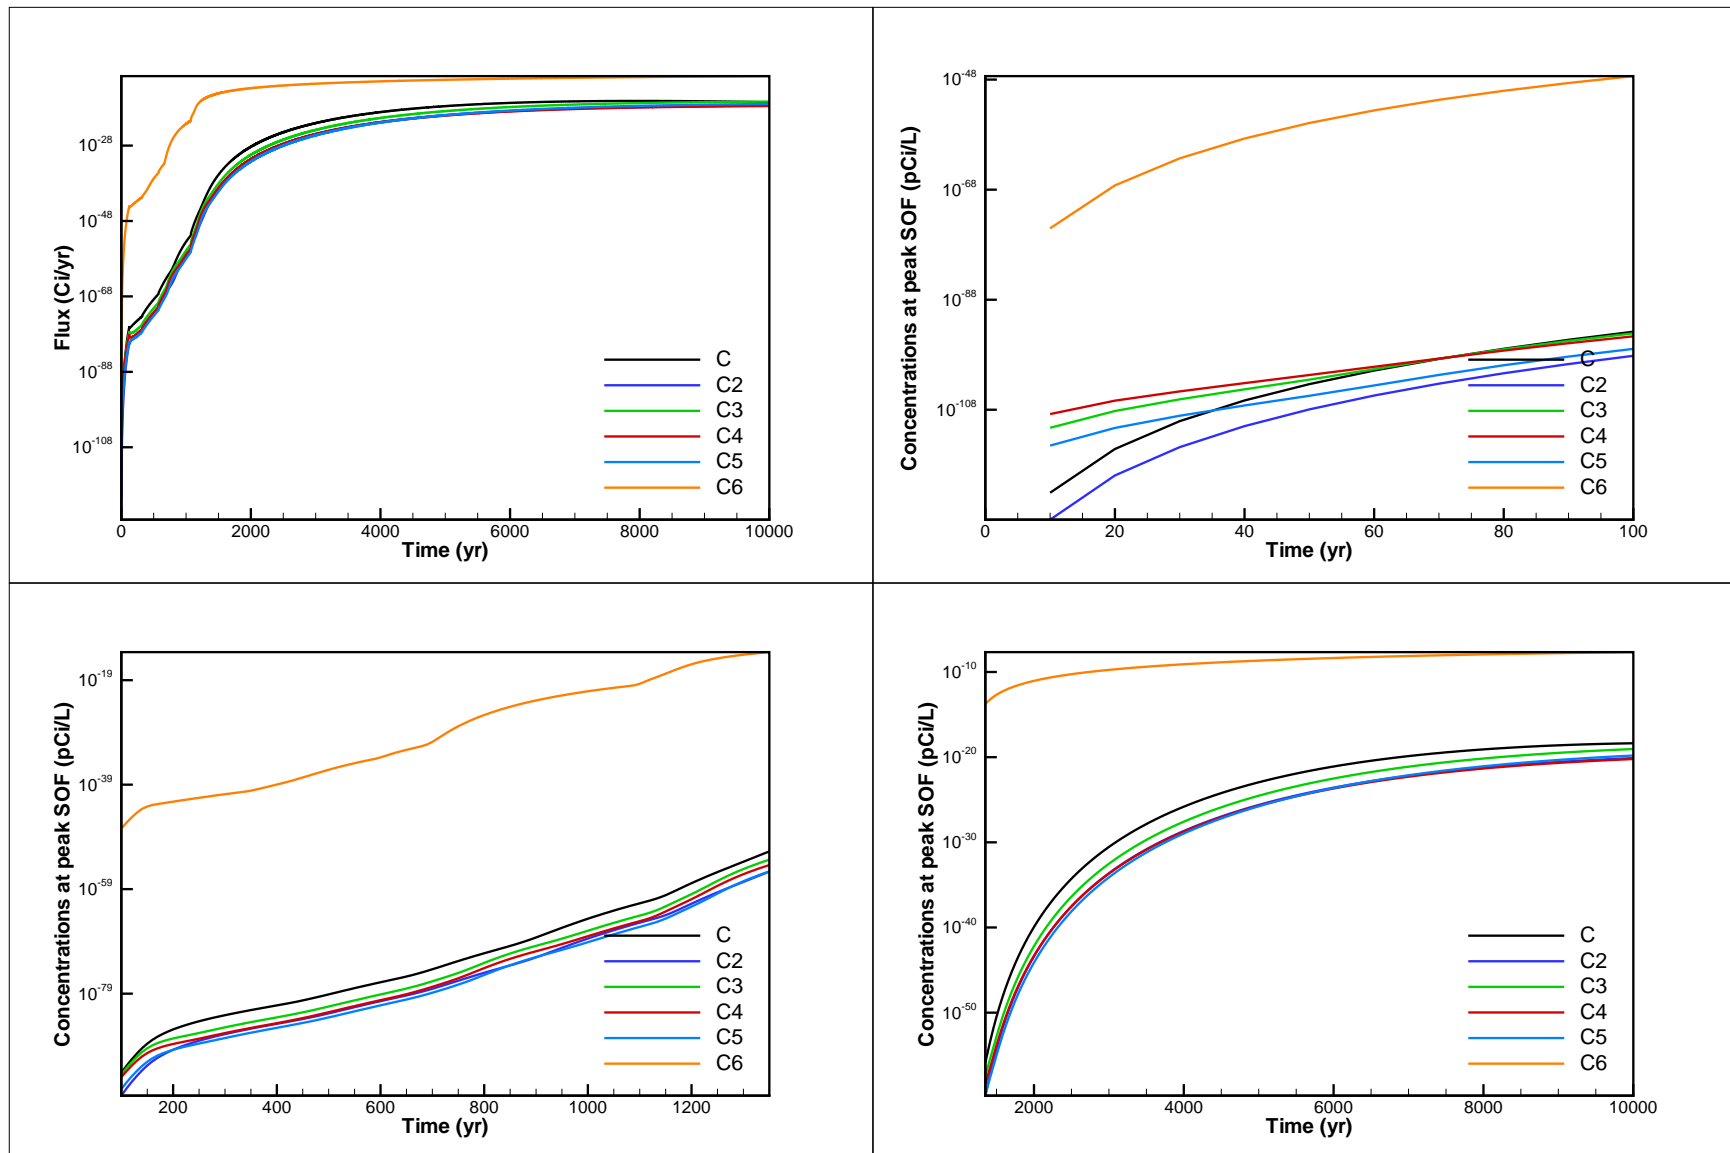 Flux (Ci/yr)
10-28
10-48
10-68
10-88
10-108
C
C2
C3
C4
C5
C6
0 2000 4000 6000 8000 10000
Time (yr)
Concentrations at peak SOF (pCi/L)
10-48
10-68
10-88
10-108
C
C2
C3
C4
C5
C6
0 20 40 60 80 100
Time (yr)
Concentrations at peak SOF (pCi/L)
10-19
10-39
10-59
10-79
C
C2
C3
C4
C5
C6
200 400 600 800 1000 1200
Time (yr)
Concentrations at peak SOF (pCi/L)
10-10
10-20
10-30
10-40
10-50
C
C2
C3
C4
C5
C6
2000 4000 6000 8000 10000
Time (yr)